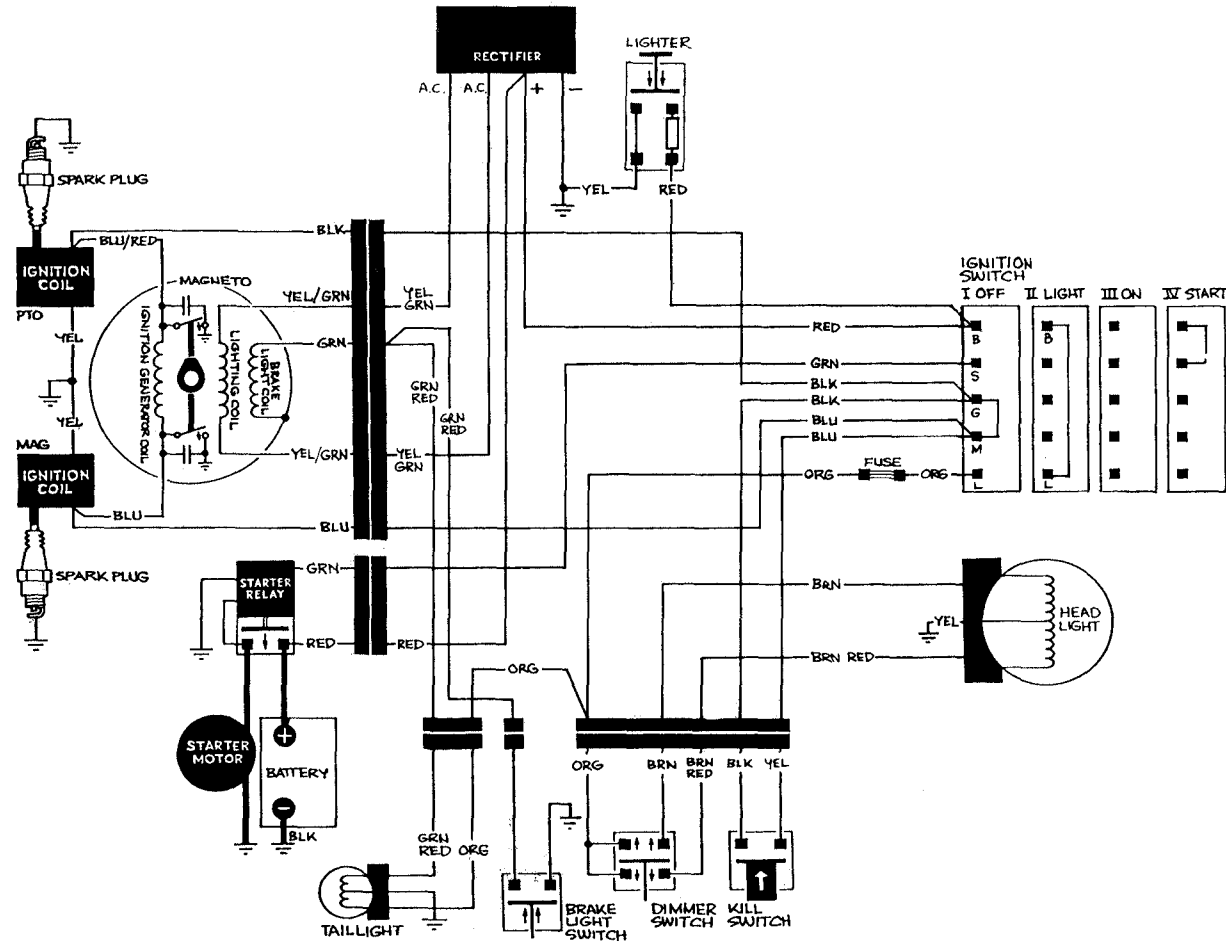 RECTIFIER
A.C.
A.C.
+
-
LIGHTER
YEL
RED
SPARK PLUG
IGNITION
COIL
PTO
BLU/RED
BLK
MAGNETO
YEL/GRN
YEL
GRN
GRN
IGNITION GENERATOR COIL
LIGHTING COIL
BRAKE
LIGHT COIL
YEL
YEL
MAG
IGNITION
COIL
BLU
YEL/GRN
YEL
GRN
BLU
SPARK PLUG
GRN
RED
GRN
RED
IGNITION
SWITCH
I OFF
II LIGHT
III ON
IV START
RED
B
B
GRN
S
BLK
BLK
G
BLU
BLU
M
ORG
FUSE
ORG
L
L
STARTER
RELAY
GRN
RED
RED
ORG
BRN
YEL
HEAD
LIGHT
BRN RED
STARTER
MOTOR
+
BATTERY
-
BLK
ORG
BRN
BRN
RED
BLK
YEL
GRN
RED
ORG
TAILLIGHT
BRAKE
LIGHT
SWITCH
DIMMER
SWITCH
KILL
SWITCH